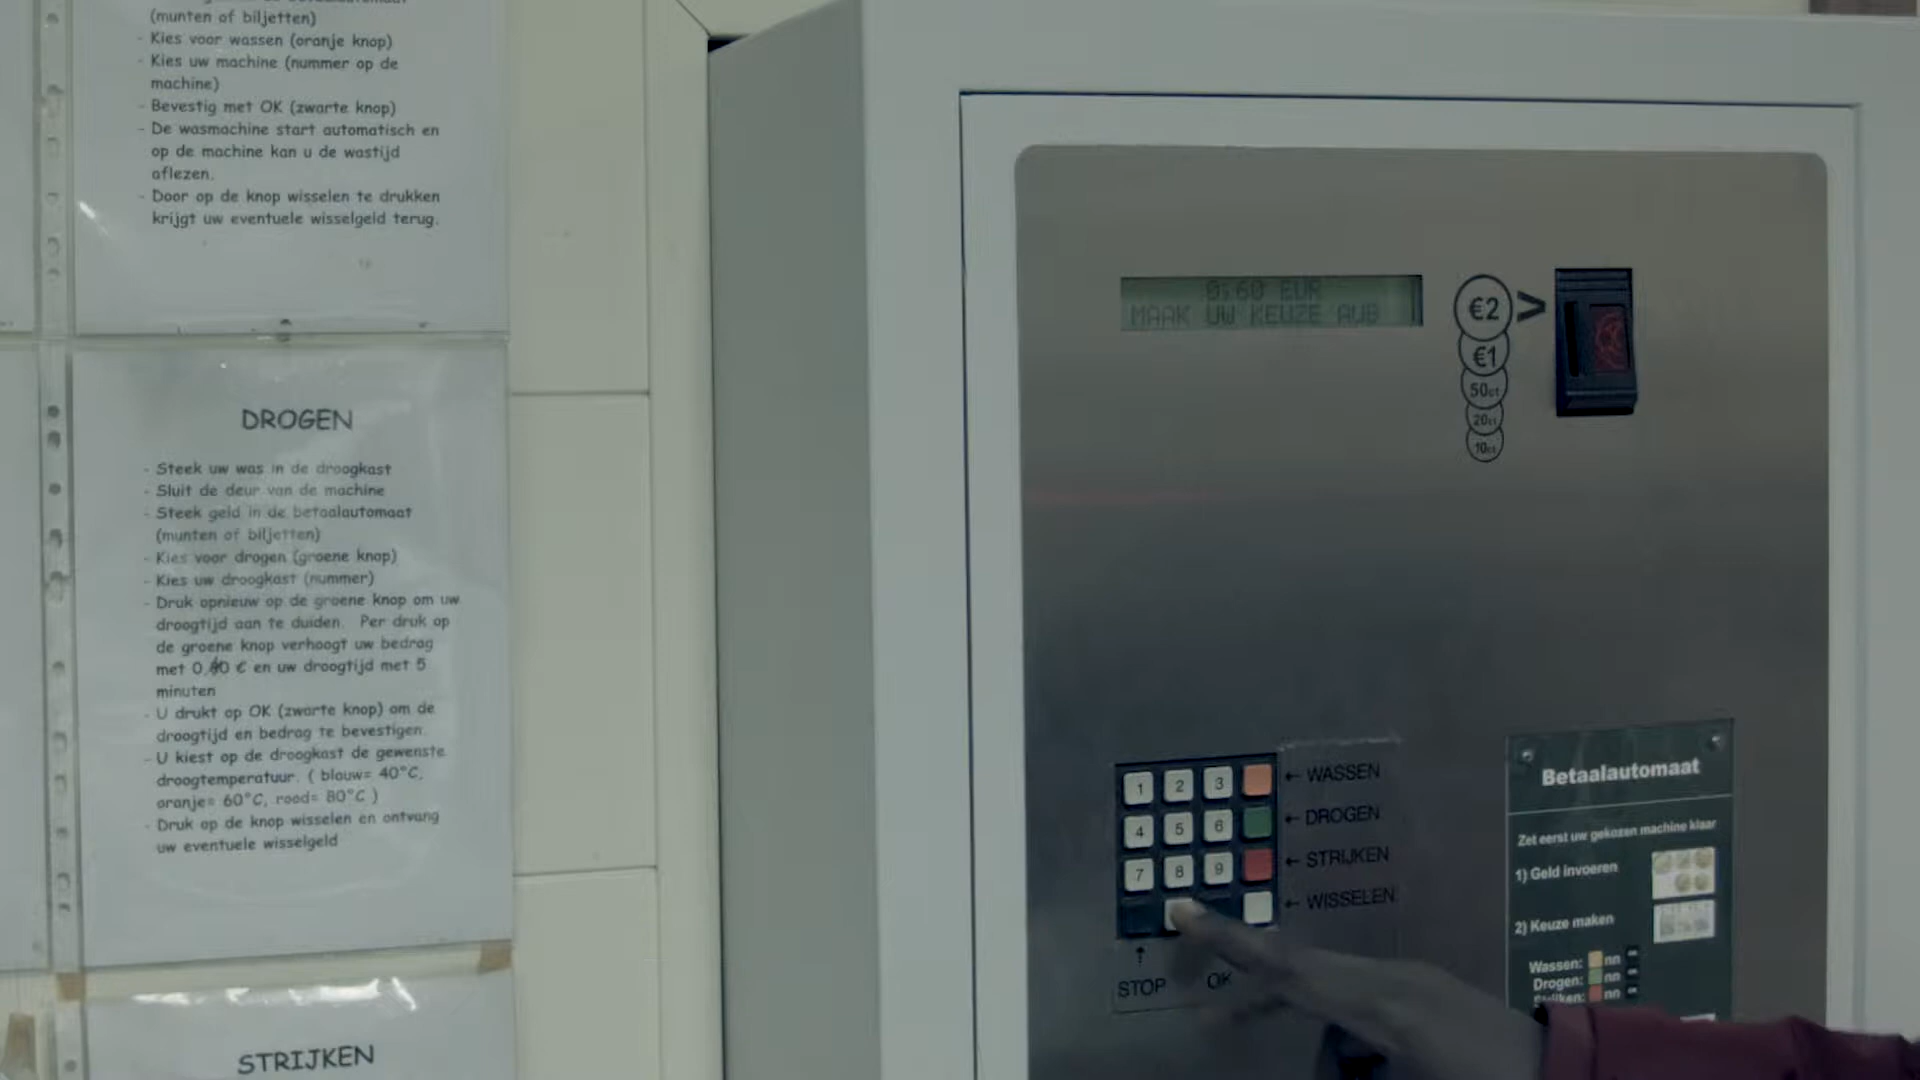 (munten of biljetten)
- Kies voor wassen (oranje knop)
- Kies uw machine (nummer op de
machine)
- Bevestig met OK (zwarte knop)
- De wasmachine start automatisch en
op de machine kan u de wastijd
aflezen.
- Door op de knop wisselen te drukken
krijgt uw eventuele wisselgeld terug.
DROGEN
- Steek uw was in de droogkast
- Sluit de deur van de machine
- Steek geld in de betaalautomaat
(munten of biljetten)
- Kies voor drogen (groene knop)
- Kies uw droogkast (nummer)
- Druk opnieuw op de groene knop om uw
droogtijd aan te duiden. Per druk op
de groene knop verhoogt uw bedrag
met € en uw droogtijd met 5
minuten
- U drukt op OK (zwarte knop) om de
droogtijd en bedrag te bevestigen.
- U kiest op de droogkast de gewenste
droogtemperatuur. ( blauw= 40°C,
oranje= 60°C, rood= 80°C )
- Druk op de knop wisselen en ontvang
uw eventuele wisselgeld
STRIJKEN
0,60 EUR
MAAK UW KEUZE AUB
€2 >
€1
50ct
20ct
10ct
1 2 3 ← WASSEN
4 5 6 ← DROGEN
7 8 9 ← STRIJKEN
← WISSELEN
↑
STOP OK
Betaalautomaat
Zet eerst uw gekozen machine klaar
1) Geld invoeren
2) Keuze maken
Wassen: nn
Drogen: nn
Strijken: nn